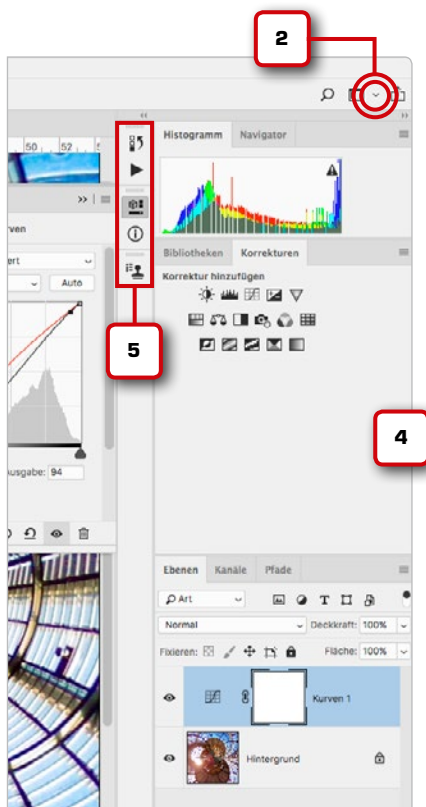 2
50 52 5
Histogramm Navigator
rven
ert
Auto
Bibliotheken Korrekturen
Korrektur hinzufügen
5
4
usgabe: 94
Ebenen Kanäle Pfade
Art
T
Normal Deckkraft: 100%
Fixieren: Fläche: 100%
Kurven 1
Hintergrund